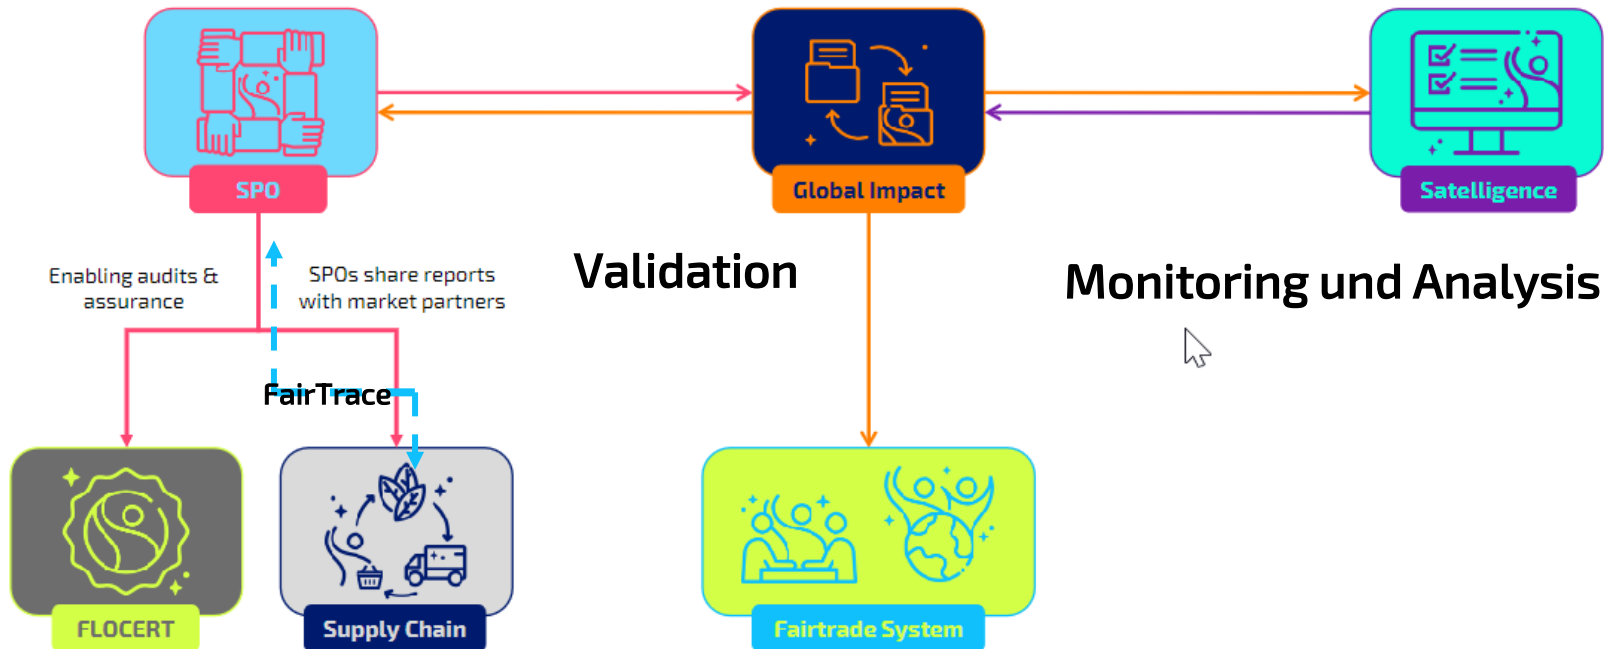 SPO
Global Impact
Satelligence
Enabling audits &
assurance
SPOs share reports
with market partners
Validation
Monitoring und Analysis
FairTrace
FLOCERT
Supply Chain
Fairtrade System